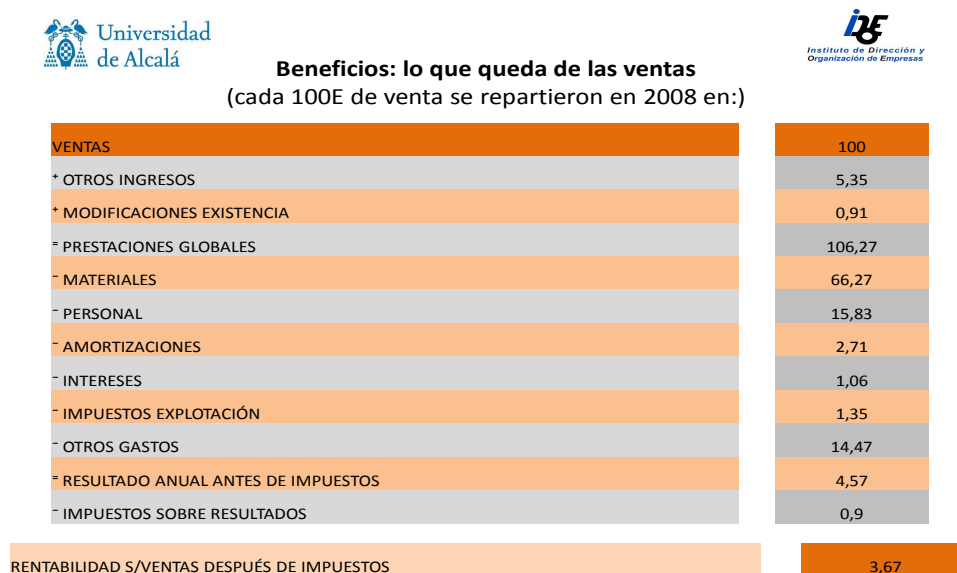 Universidad
de Alcalá
Instituto de Dirección y
Organización de Empresas
Beneficios: lo que queda de las ventas
(cada 100E de venta se repartieron en 2008 en:)
VENTAS 100
+ OTROS INGRESOS 5,35
+ MODIFICACIONES EXISTENCIA 0,91
= PRESTACIONES GLOBALES 106,27
- MATERIALES 66,27
- PERSONAL 15,83
- AMORTIZACIONES 2,71
- INTERESES 1,06
- IMPUESTOS EXPLOTACIÓN 1,35
- OTROS GASTOS 14,47
= RESULTADO ANUAL ANTES DE IMPUESTOS 4,57
- IMPUESTOS SOBRE RESULTADOS 0,9
RENTABILIDAD S/VENTAS DESPUÉS DE IMPUESTOS 3,67